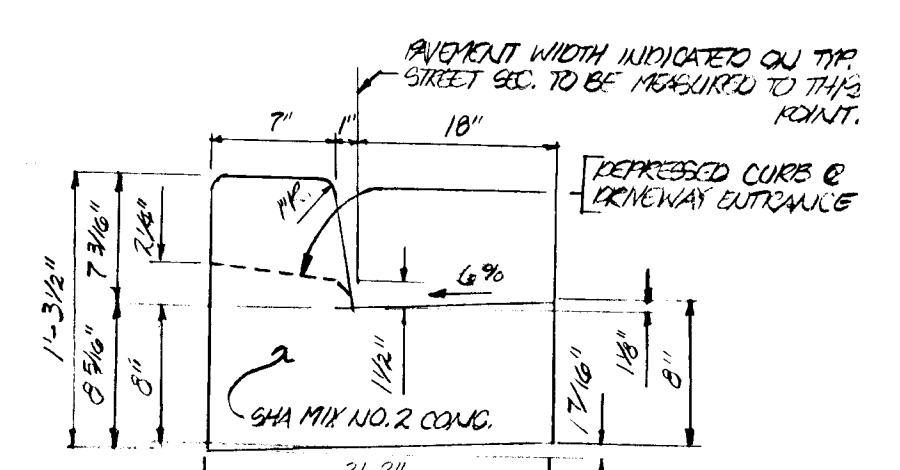 PAVEMENT WIDTH INDICATED ON TYP.
STREET SEC. TO BE MEASURED TO THIS
POINT.
7"
1"
18"
DEPRESSED CURB @
DRIVEWAY ENTRANCE
1"R.
2 1/4"
7 3/16"
1'-3 1/2"
8 5/16"
8"
6%
1 1/2"
1 7/16"
1 1/8"
8"
SHA MIX NO. 2 CONC.